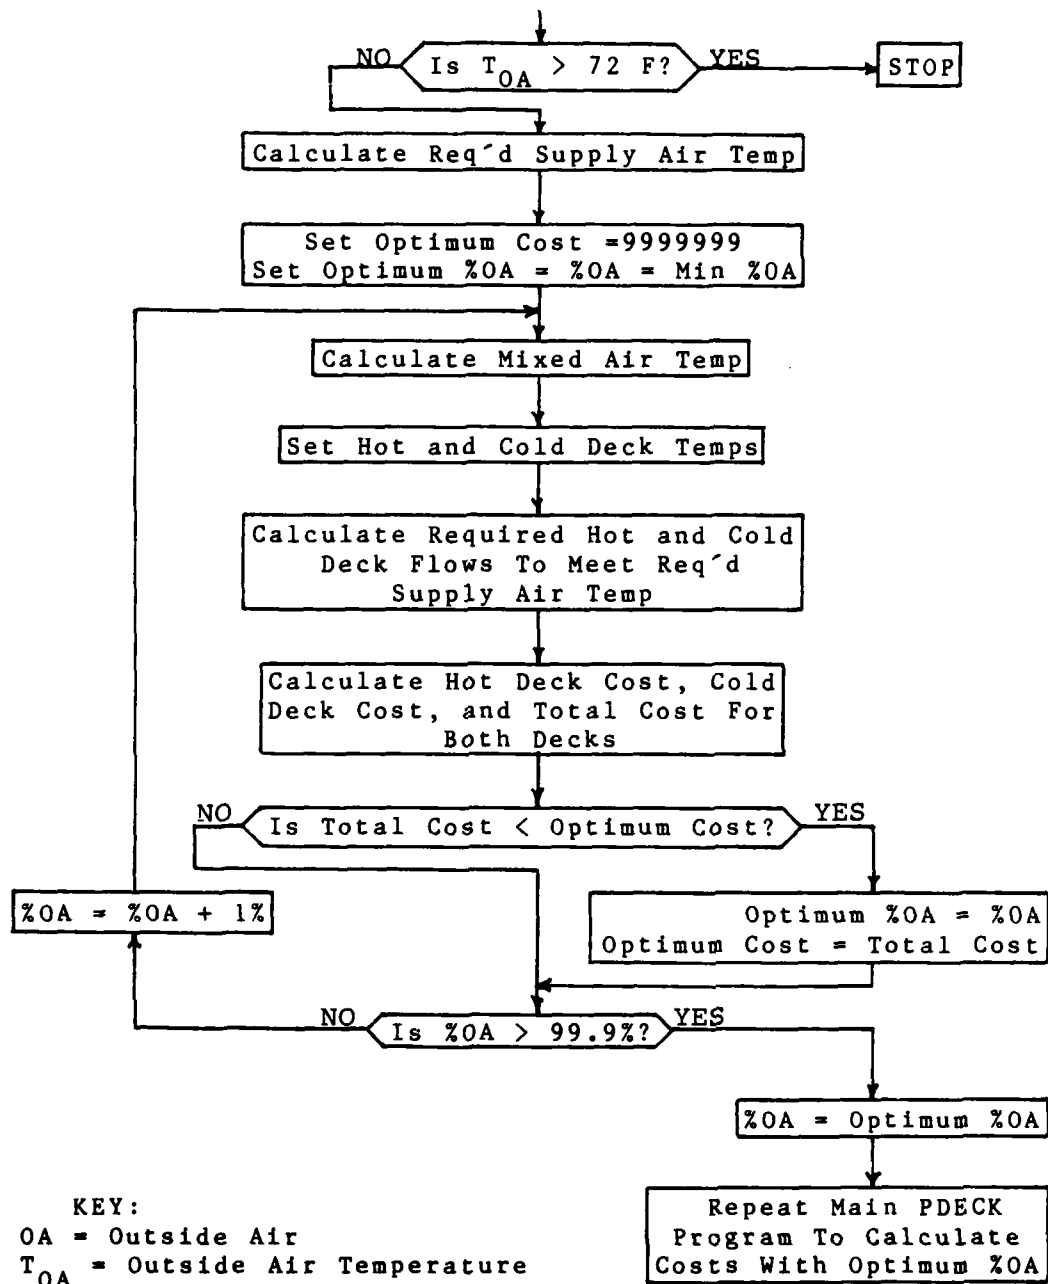 NO
Is T_OA > 72 F?
YES
STOP
Calculate Req´d Supply Air Temp
Set Optimum Cost =9999999
Set Optimum %OA = %OA = Min %OA
Calculate Mixed Air Temp
Set Hot and Cold Deck Temps
Calculate Required Hot and Cold
Deck Flows To Meet Req´d
Supply Air Temp
Calculate Hot Deck Cost, Cold
Deck Cost, and Total Cost For
Both Decks
NO
Is Total Cost < Optimum Cost?
YES
%OA = %OA + 1%
Optimum %OA = %OA
Optimum Cost = Total Cost
NO
Is %OA > 99.9%?
YES
%OA = Optimum %OA
Repeat Main PDECK
Program To Calculate
Costs With Optimum %OA
KEY:
OA = Outside Air
T_OA = Outside Air Temperature